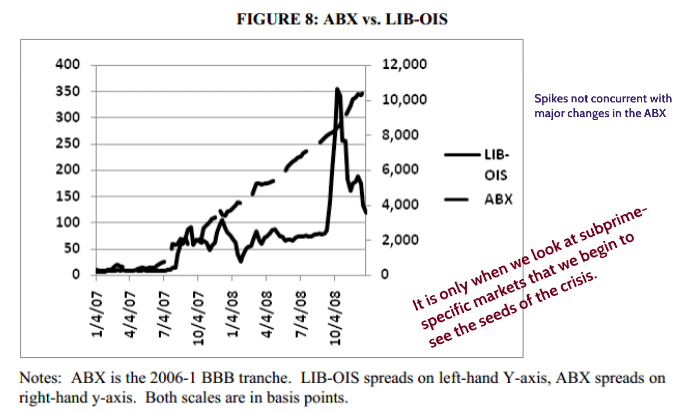 FIGURE 8: ABX vs. LIB-OIS
400
350
300
250
200
150
100
50
0
12,000
10,000
8,000
6,000
4,000
2,000
0
1/4/07
4/4/07
7/4/07
10/4/07
1/4/08
4/4/08
7/4/08
10/4/08
LIB-
OIS
ABX
Spikes not concurrent with
major changes in the ABX
It is only when we look at subprime-
specific markets that we begin to
see the seeds of the crisis.
Notes: ABX is the 2006-1 BBB tranche. LIB-OIS spreads on left-hand Y-axis, ABX spreads on
right-hand y-axis. Both scales are in basis points.